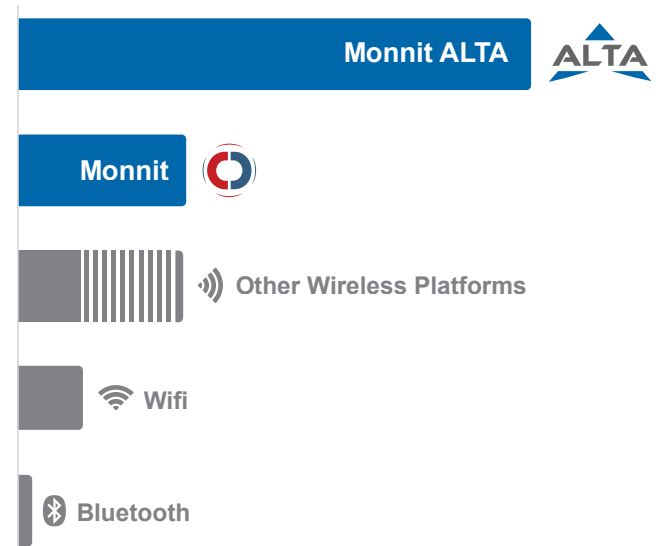 Monnit ALTA
ALTA
Monnit
Other Wireless Platforms
Wifi
Bluetooth